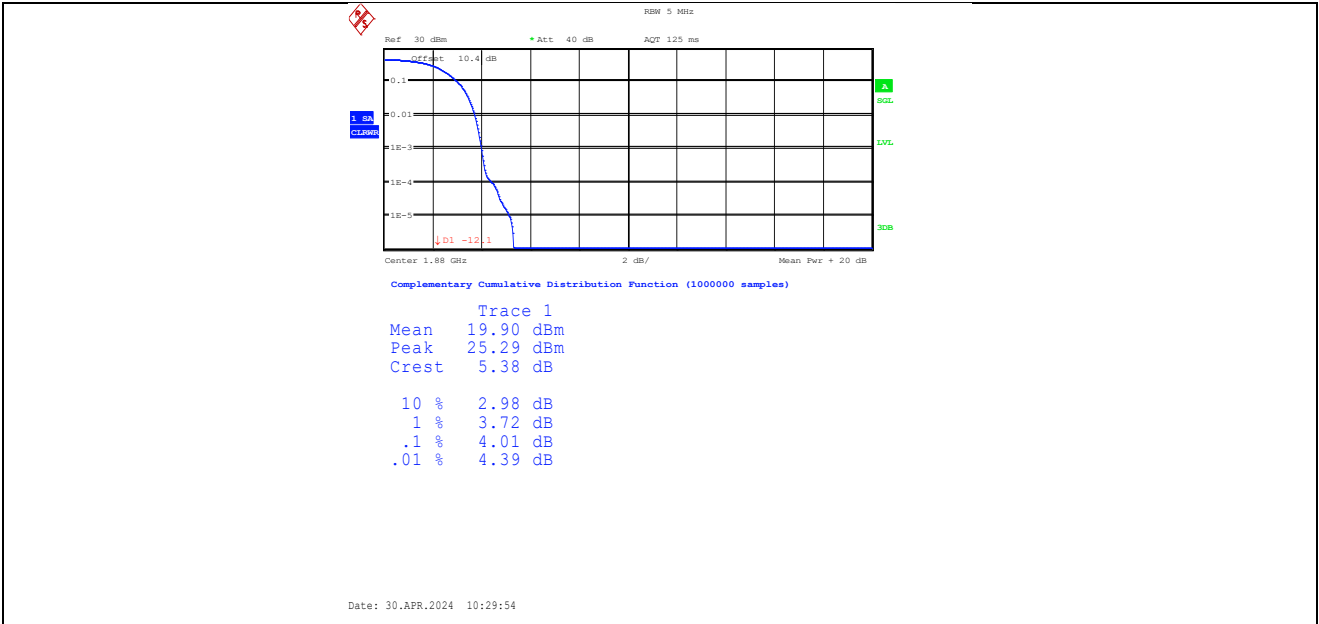 RBW 5 MHz
Ref 30 dBm * Att 40 dB AQT 125 ms
Offset 10.4 dB
0.1
A
SGL
0.01
1 SA
CLRWR
LVL
1E-3
1E-4
1E-5
3DB
↓D1 -12.1
Center 1.88 GHz 2 dB/ Mean Pwr + 20 dB
Complementary Cumulative Distribution Function (1000000 samples)
Trace 1
Mean 19.90 dBm
Peak 25.29 dBm
Crest 5.38 dB
10 % 2.98 dB
1 % 3.72 dB
.1 % 4.01 dB
.01 % 4.39 dB
Date: 30.APR.2024 10:29:54